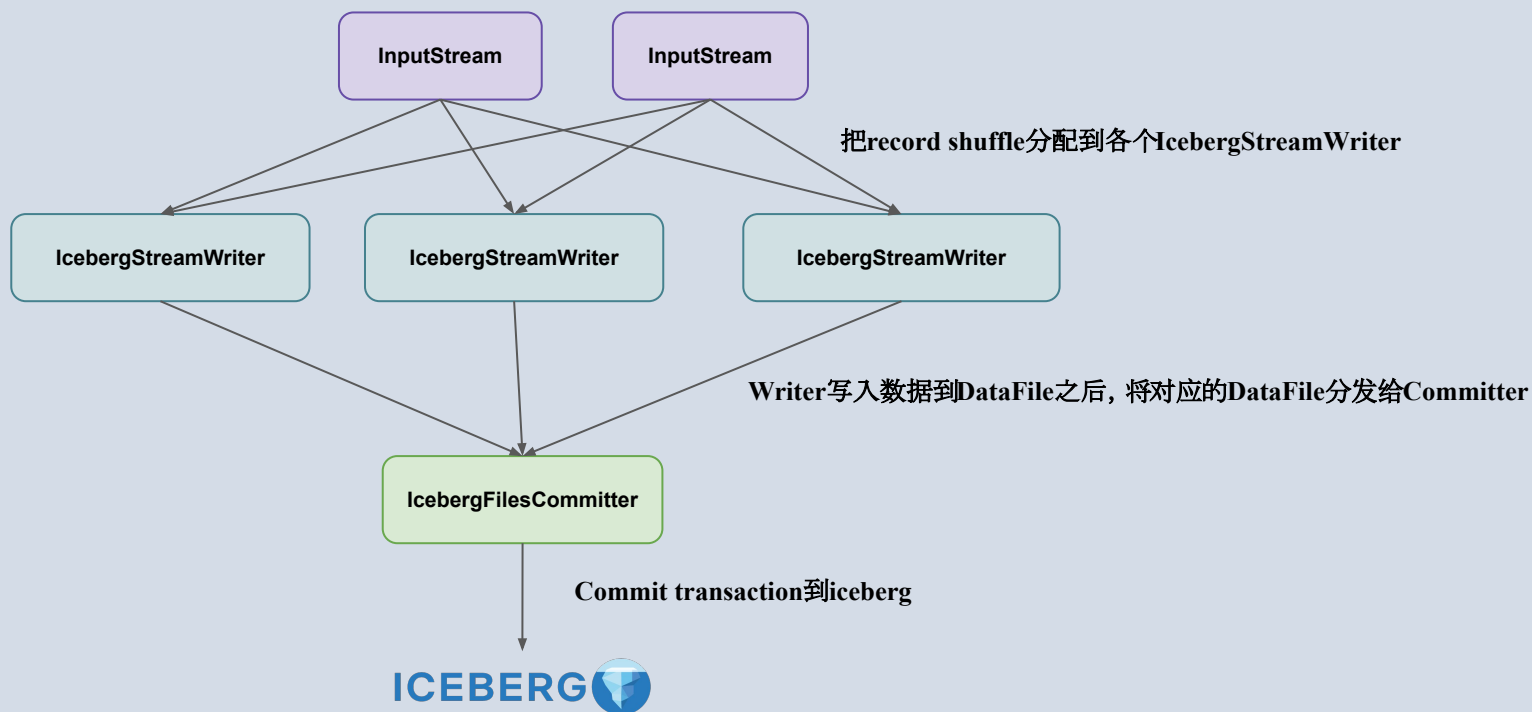 InputStream
InputStream
把record shuffle分配到各个IcebergStreamWriter
IcebergStreamWriter
IcebergStreamWriter
IcebergStreamWriter
Writer写入数据到DataFile之后，将对应的DataFile分发给Committer
IcebergFilesCommitter
Commit transaction到iceberg
ICEBERG